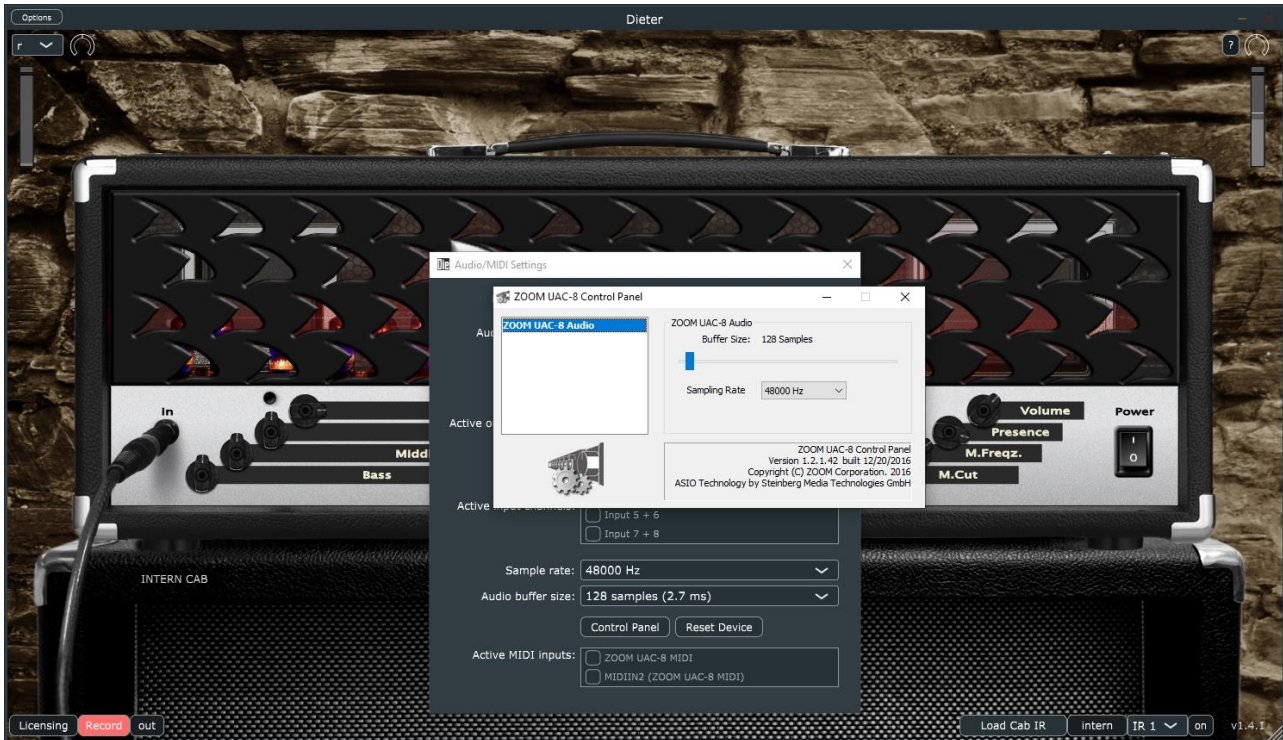 Options
Dieter
r
?
Die Audio/MIDI Settings
ZOOM UAC-8 Control Panel
ZOOM UAC-8 Audio
ZOOM UAC-8 Audio
Buffer Size: 128 Samples
Sampling Rate 48000 Hz
ZOOM UAC-8 Control Panel
Version 1.2.1.42 built 12/20/2016
Copyright (C) ZOOM Corporation. 2016
ASIO Technology by Steinberg Media Technologies GmbH
In
Bass
Volume
Presence
M.Freqz.
M.Cut
Power
I
O
Active
Active
Input 5 + 6
Input 7 + 8
INTERN CAB
Sample rate: 48000 Hz
Audio buffer size: 128 samples (2.7 ms)
Control Panel Reset Device
Active MIDI inputs: ZOOM UAC-8 MIDI
MIDIIN2 (ZOOM UAC-8 MIDI)
Licensing Record out
Load Cab IR intern IR 1 on v1.4.1